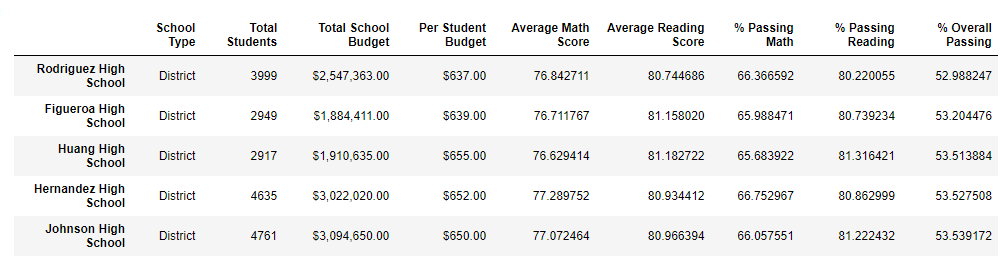 School Type Total Students Total School Budget Per Student Budget Average Math Score Average Reading Score % Passing Math % Passing Reading % Overall Passing
Rodriguez High School District 3999 $2,547,363.00 $637.00 76.842711 80.744686 66.366592 80.220055 52.988247
Figueroa High School District 2949 $1,884,411.00 $639.00 76.711767 81.158020 65.988471 80.739234 53.204476
Huang High School District 2917 $1,910,635.00 $655.00 76.629414 81.182722 65.683922 81.316421 53.513884
Hernandez High School District 4635 $3,022,020.00 $652.00 77.289752 80.934412 66.752967 80.862999 53.527508
Johnson High School District 4761 $3,094,650.00 $650.00 77.072464 80.966394 66.057551 81.222432 53.539172